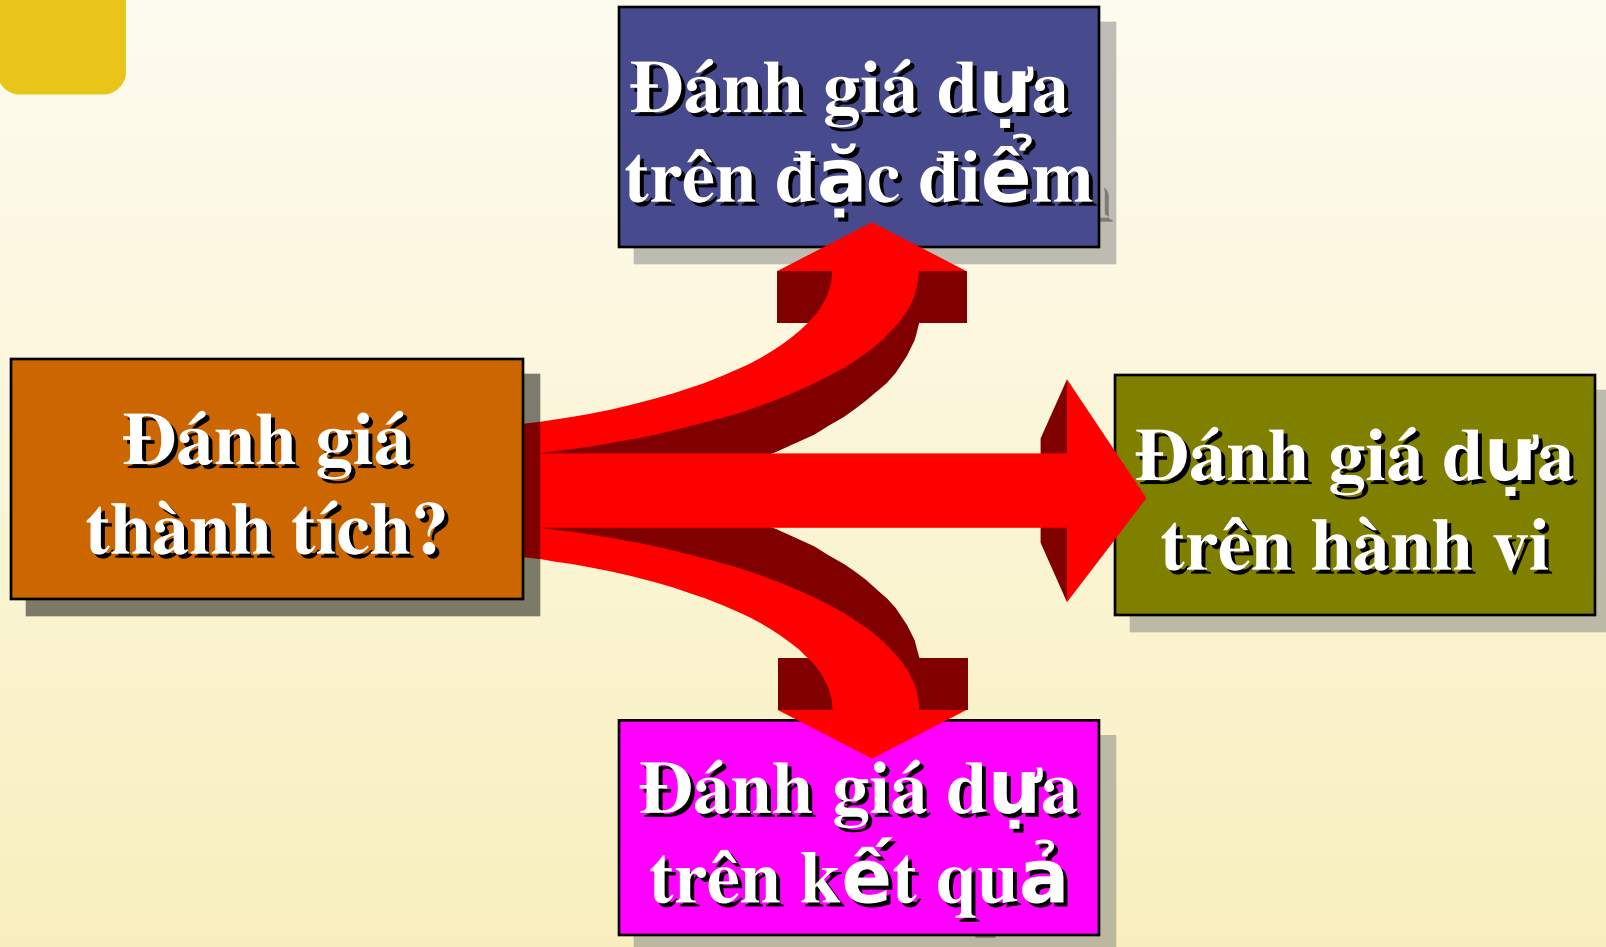 Đánh giá dựa
trên đặc điểm
Đánh giá
thành tích?
Đánh giá dựa
trên hành vi
Đánh giá dựa
trên kết quả